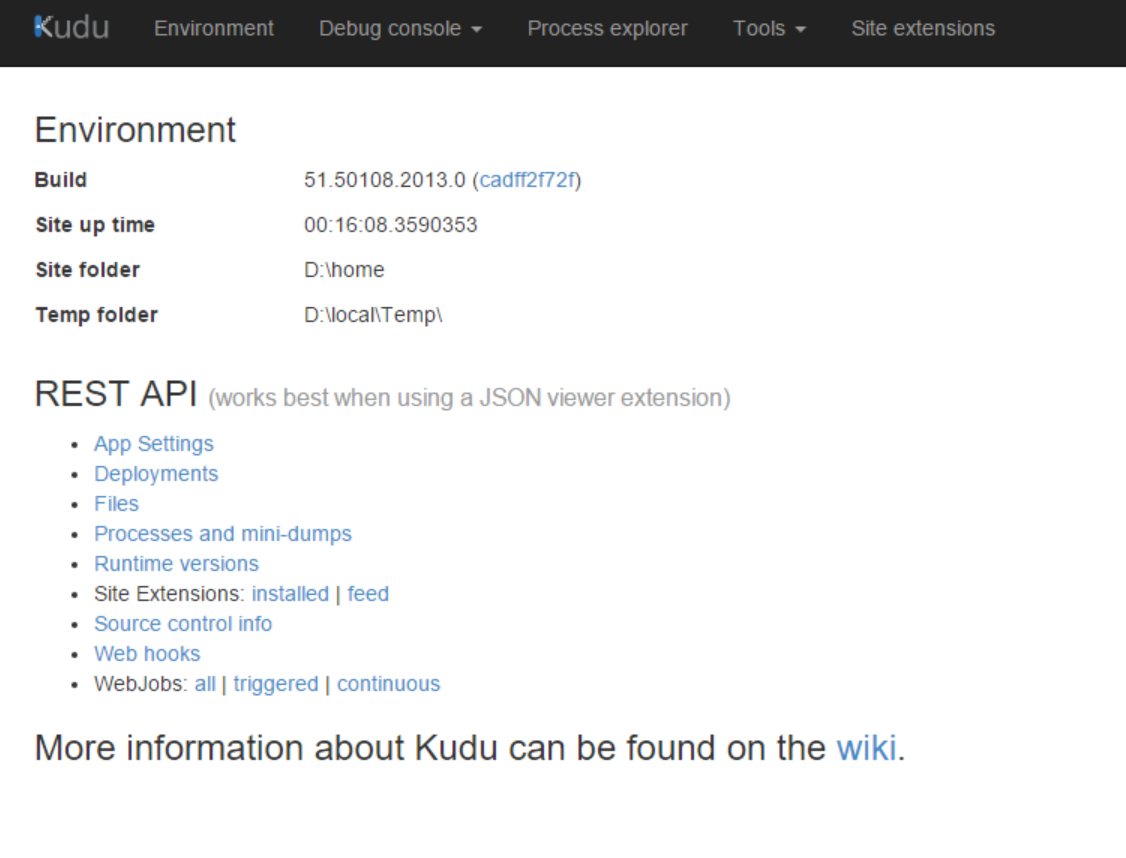 Kudu Environment Debug console Process explorer Tools Site extensions
Environment
Build 51.50108.2013.0 (cadff2f72f)
Site up time 00:16:08.3590353
Site folder D:\home
Temp folder D:\local\Temp\
REST API (works best when using a JSON viewer extension)
• App Settings
• Deployments
• Files
• Processes and mini-dumps
• Runtime versions
• Site Extensions: installed | feed
• Source control info
• Web hooks
• WebJobs: all | triggered | continuous
More information about Kudu can be found on the wiki.